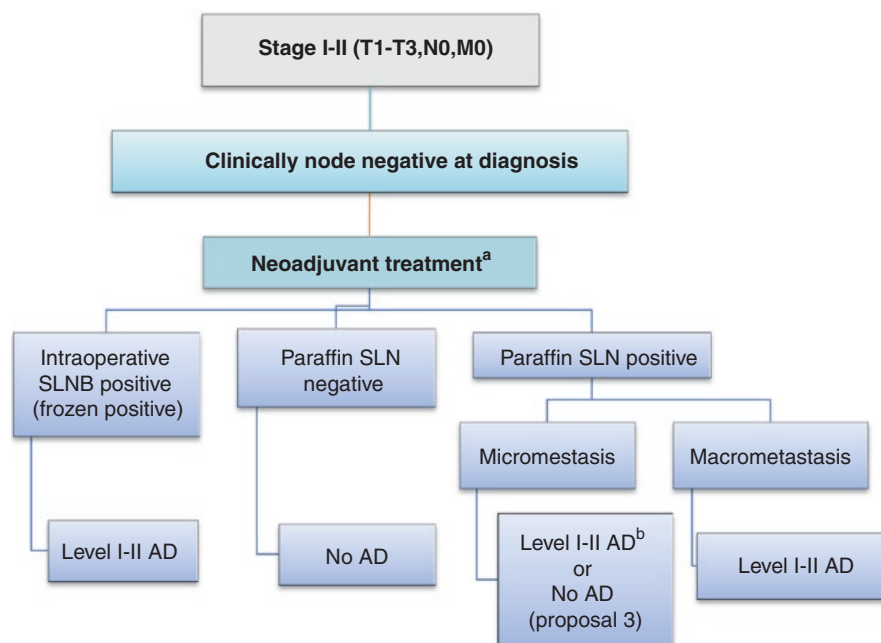 Stage I-II (T1-T3,N0,M0)
Clinically node negative at diagnosis
Neoadjuvant treatmentᵃ
Intraoperative
SLNB positive
(frozen positive)
Paraffin SLN
negative
Paraffin SLN positive
Micromestasis
Macrometastasis
Level I-II AD
No AD
Level I-II ADᵇ
or
No AD
(proposal 3)
Level I-II AD